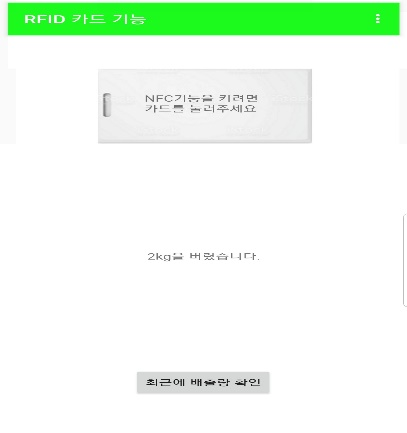 RFID 카드 기능
NFC기능을 키려면
카드를 눌러주세요
2kg을 버렸습니다.
최근에 배출량 확인